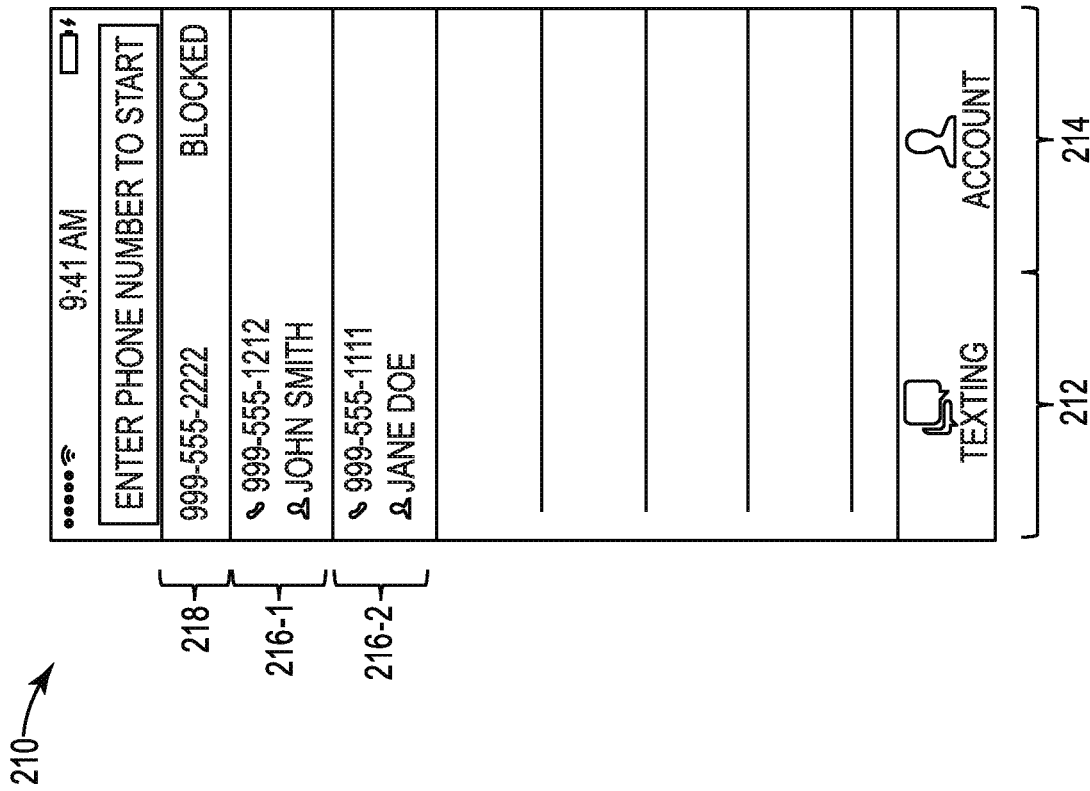 210
9:41 AM
ENTER PHONE NUMBER TO START
218
999-555-2222 BLOCKED
216-1
999-555-1212
JOHN SMITH
216-2
999-555-1111
JANE DOE
TEXTING ACCOUNT
212 214